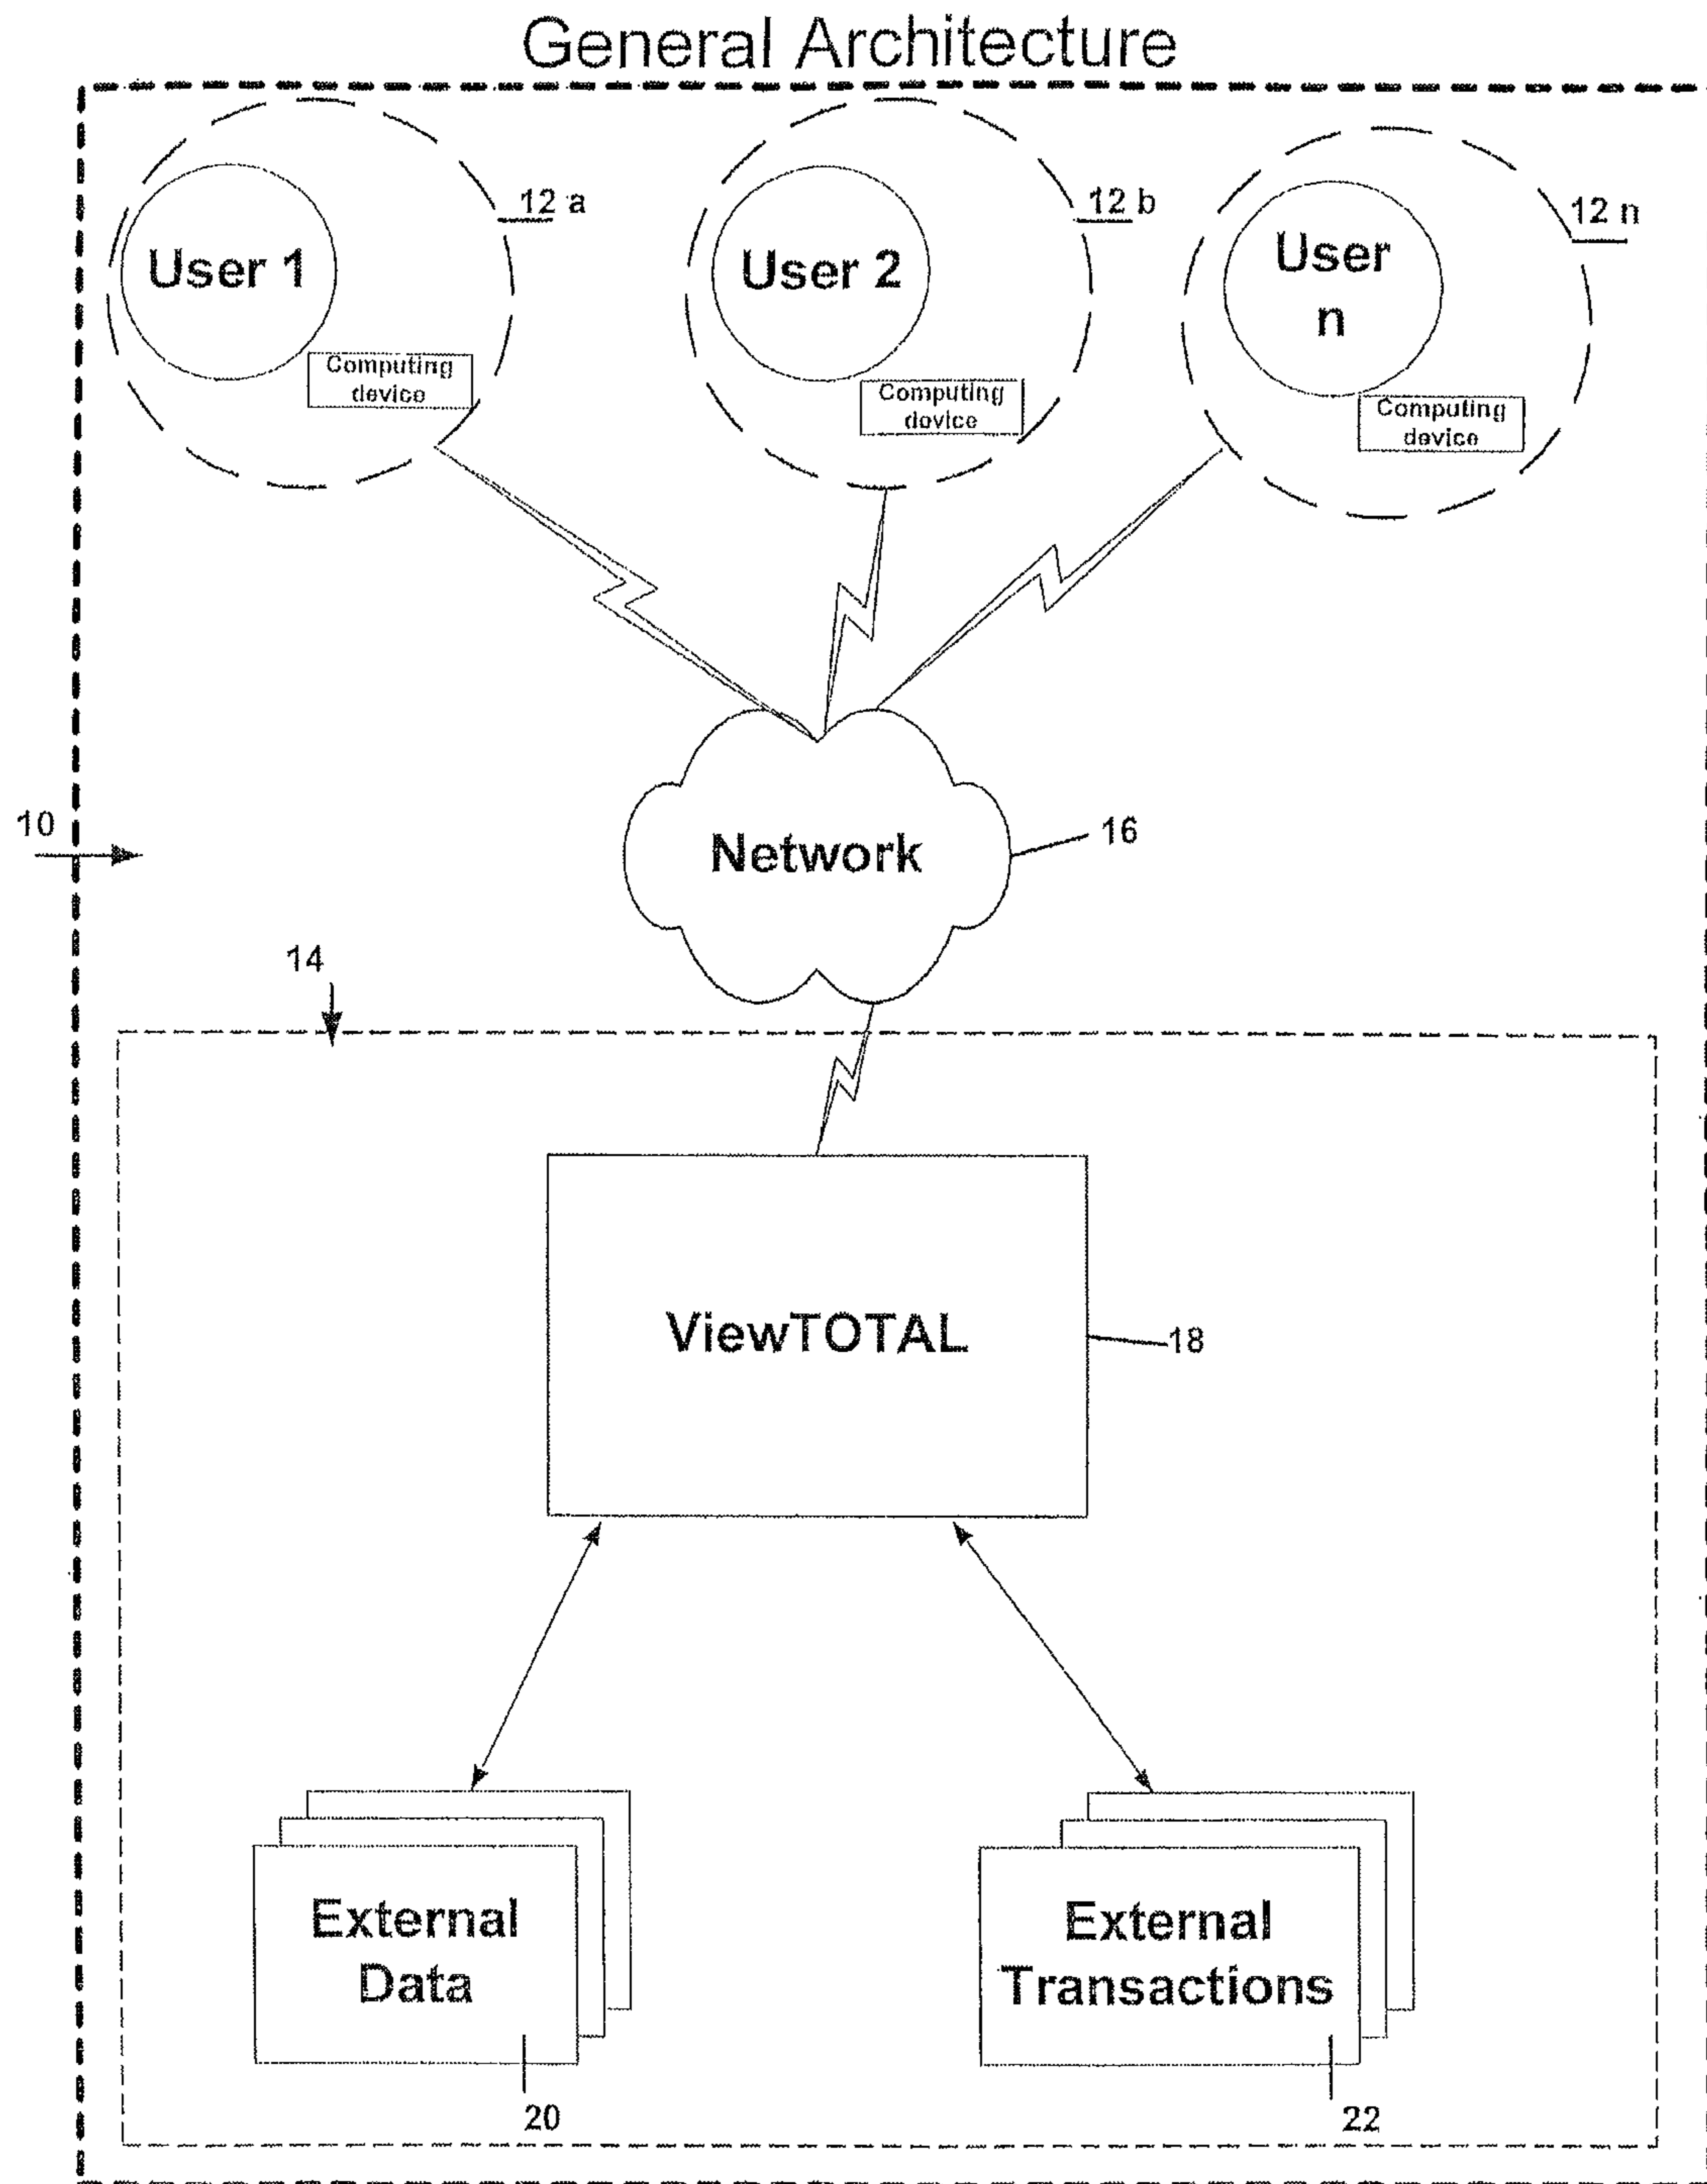 General Architecture
12 a
12 b
12 n
User 1
User 2
User
n
Computing
device
Computing
device
Computing
device
10
Network
16
14
ViewTOTAL
18
External
Data
External
Transactions
20
22